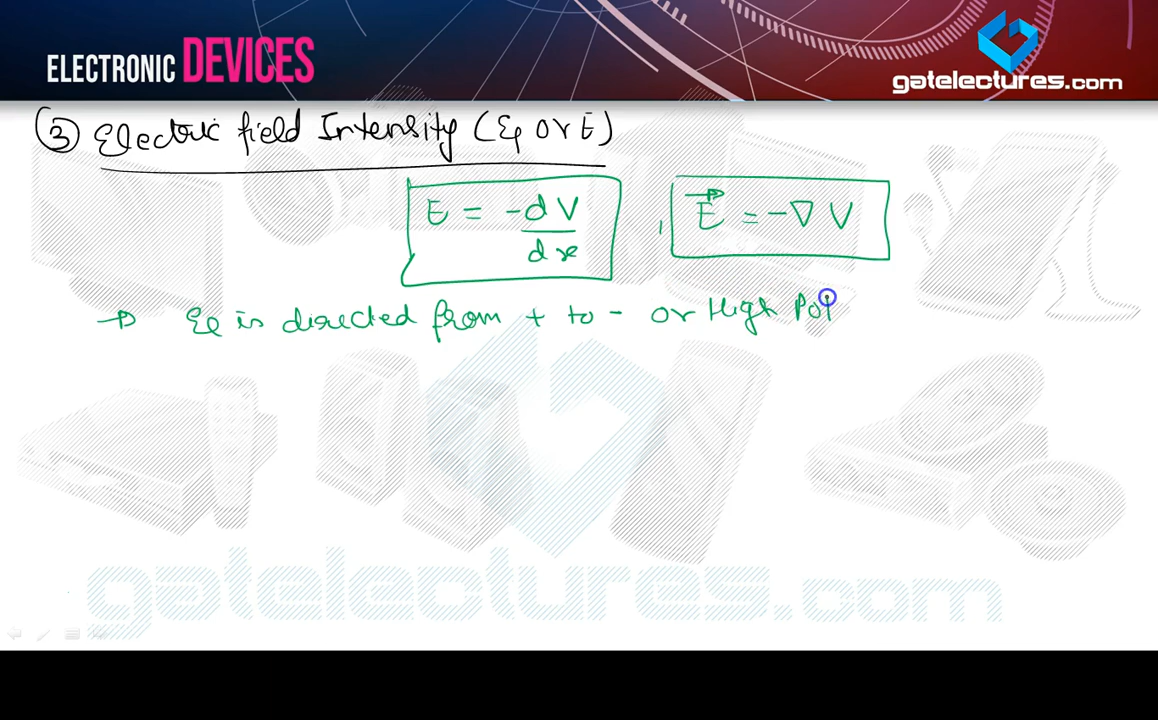 ELECTRONIC DEVICES
gatelectures.com
(3) Electric field Intensity (ε or E)
E = -dV/dx , E⃗ = -∇V
→ ε is directed from + to - or High Pot
gatelectures.com